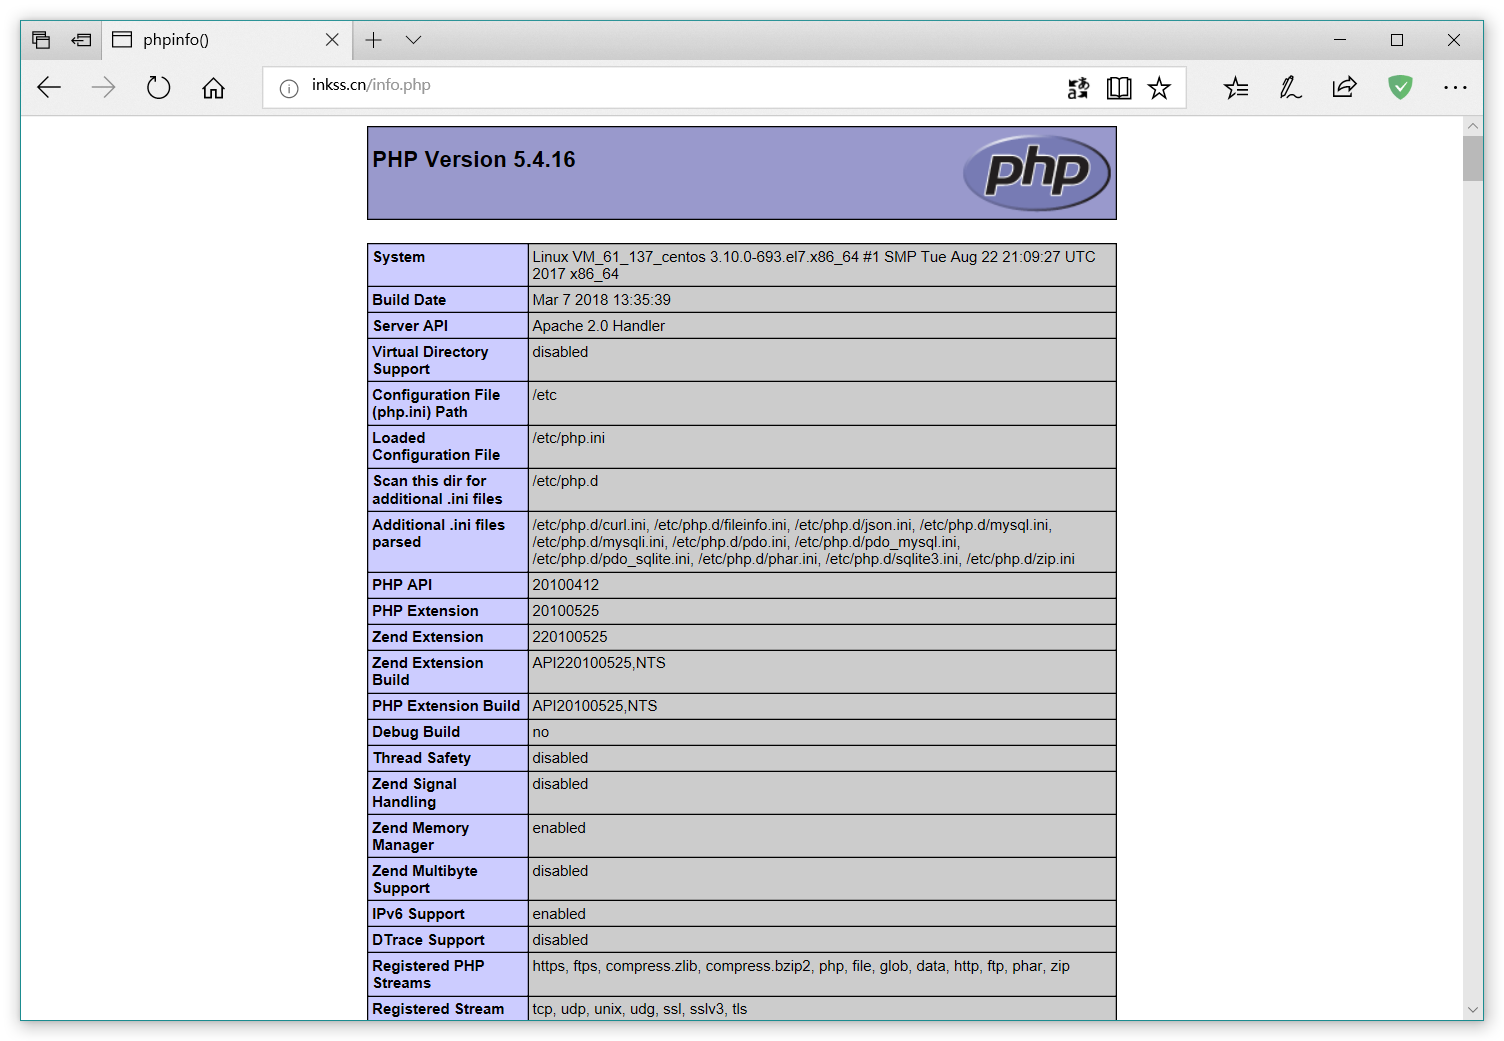 phpinfo()
inkss.cn/info.php
PHP Version 5.4.16
php
System
Linux VM_61_137_centos 3.10.0-693.el7.x86_64 #1 SMP Tue Aug 22 21:09:27 UTC
2017 x86_64
Build Date
Mar 7 2018 13:35:39
Server API
Apache 2.0 Handler
Virtual Directory
Support
disabled
Configuration File
(php.ini) Path
/etc
Loaded
Configuration File
/etc/php.ini
Scan this dir for
additional .ini files
/etc/php.d
Additional .ini files
parsed
/etc/php.d/curl.ini, /etc/php.d/fileinfo.ini, /etc/php.d/json.ini, /etc/php.d/mysql.ini,
/etc/php.d/mysqli.ini, /etc/php.d/pdo.ini, /etc/php.d/pdo_mysql.ini,
/etc/php.d/pdo_sqlite.ini, /etc/php.d/phar.ini, /etc/php.d/sqlite3.ini, /etc/php.d/zip.ini
PHP API
20100412
PHP Extension
20100525
Zend Extension
220100525
Zend Extension
Build
API220100525,NTS
PHP Extension Build
API20100525,NTS
Debug Build
no
Thread Safety
disabled
Zend Signal
Handling
disabled
Zend Memory
Manager
enabled
Zend Multibyte
Support
disabled
IPv6 Support
enabled
DTrace Support
disabled
Registered PHP
Streams
https, ftps, compress.zlib, compress.bzip2, php, file, glob, data, http, ftp, phar, zip
Registered Stream
tcp, udp, unix, udg, ssl, sslv3, tls